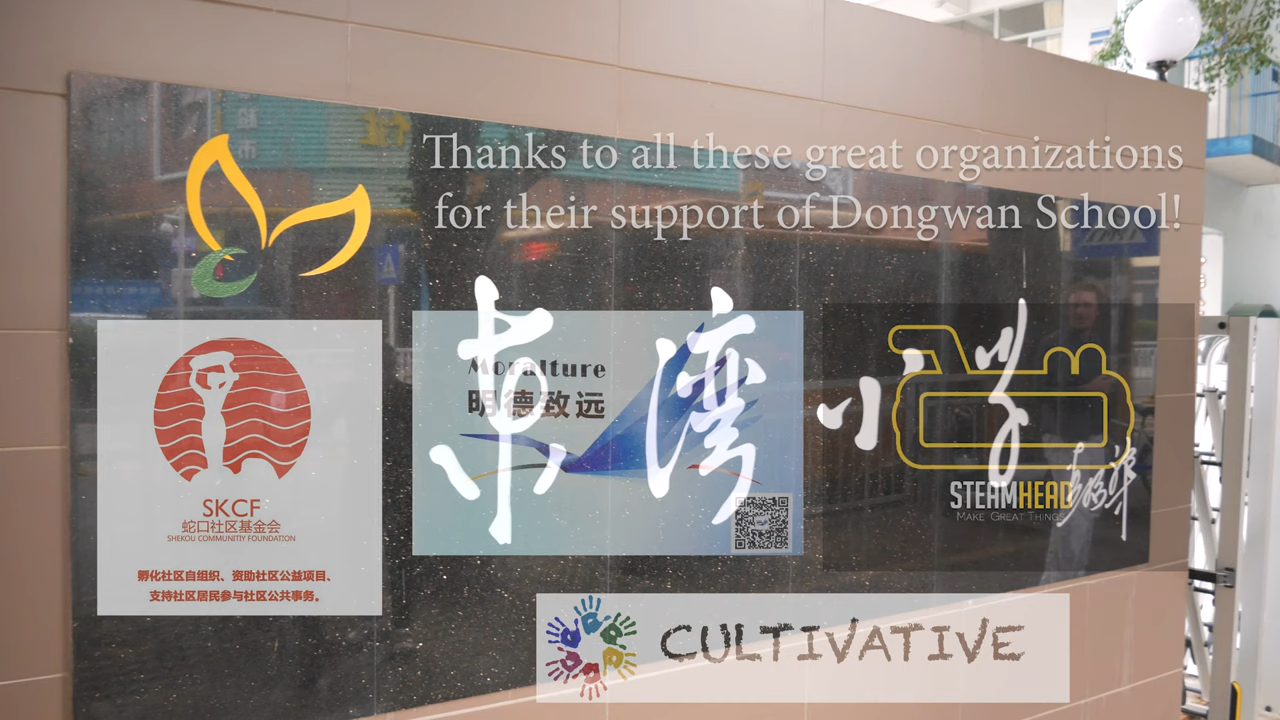 Thanks to all these great organizations
for their support of Dongwan School!
东湾小学
Moralture
明德致远
SKCF
蛇口社区基金会
SHEKOU COMMUNITIY FOUNDATION
孵化社区自组织、资助社区公益项目、
支持社区居民参与社区公共事务。
STEAMHEAD
MAKE GREAT THINGS
CULTIVATIVE